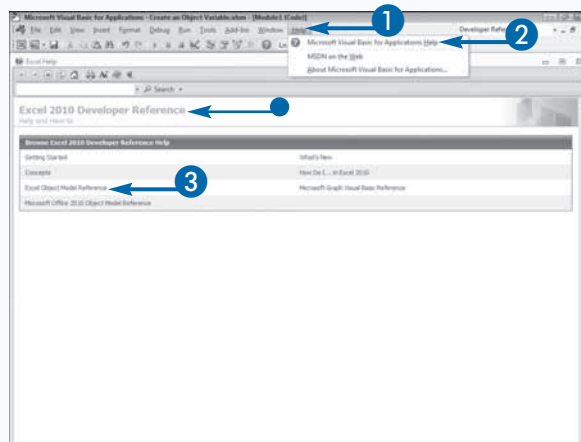 Microsoft Visual Basic for Applications - Create an Object Variable.xlsm - [Module1 (Code)]
File Edit View Insert Format Debug Run Tools Add-Ins Window Help
1
Microsoft Visual Basic for Applications Help
2
MSDN on the Web
About Microsoft Visual Basic for Applications...
Excel Help
Search
Excel 2010 Developer Reference
Help and How-to
Browse Excel 2010 Developer Reference Help
Getting Started
What's New
Concepts
How Do I... in Excel 2010
Excel Object Model Reference
3
Microsoft Graph Visual Basic Reference
Microsoft Office 2010 Object Model Reference